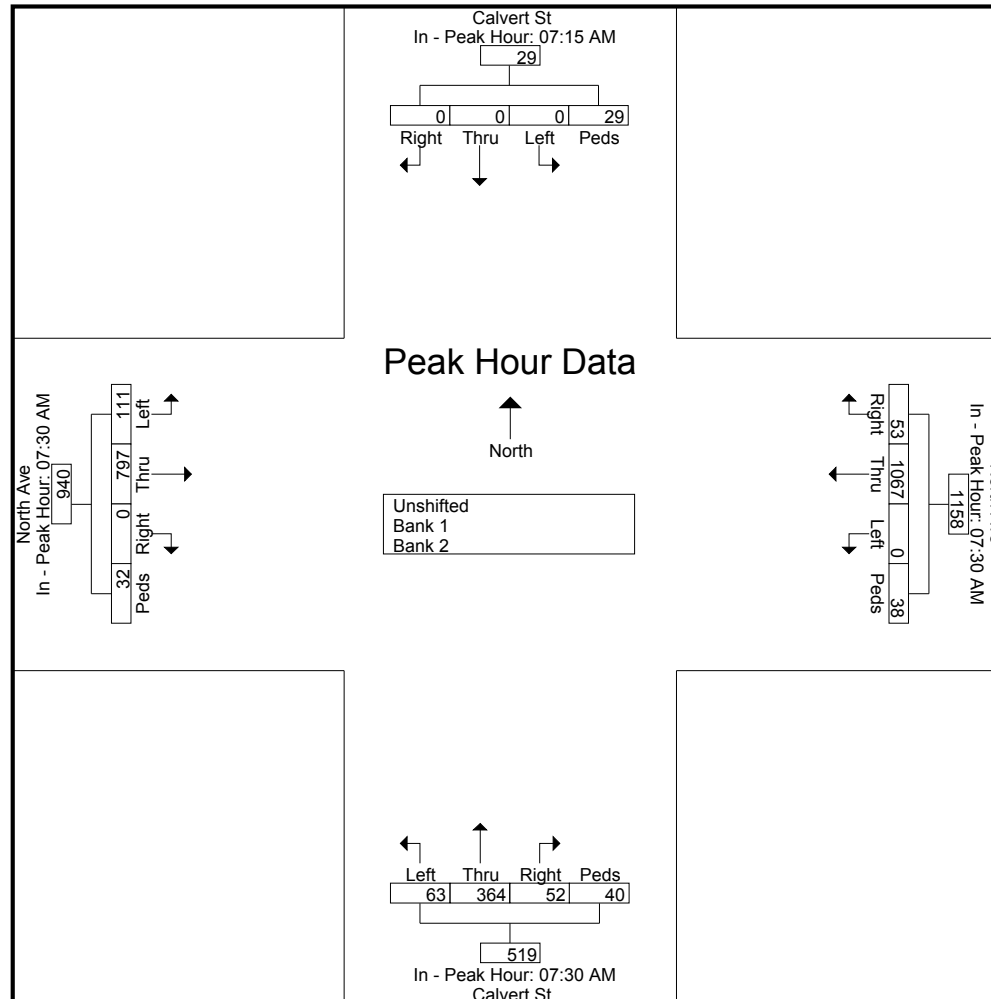 Calvert St
In - Peak Hour: 07:15 AM
29
0 0 0 29
Right Thru Left Peds
Peak Hour Data
North
Unshifted
Bank 1
Bank 2
North Ave
In - Peak Hour: 07:30 AM
940
111 797 0 32
Left Thru Right Peds
In - Peak Hour: 07:30 AM
1158
53 1067 0 38
Right Thru Left Peds
Left Thru Right Peds
63 364 52 40
519
In - Peak Hour: 07:30 AM
Calvert St